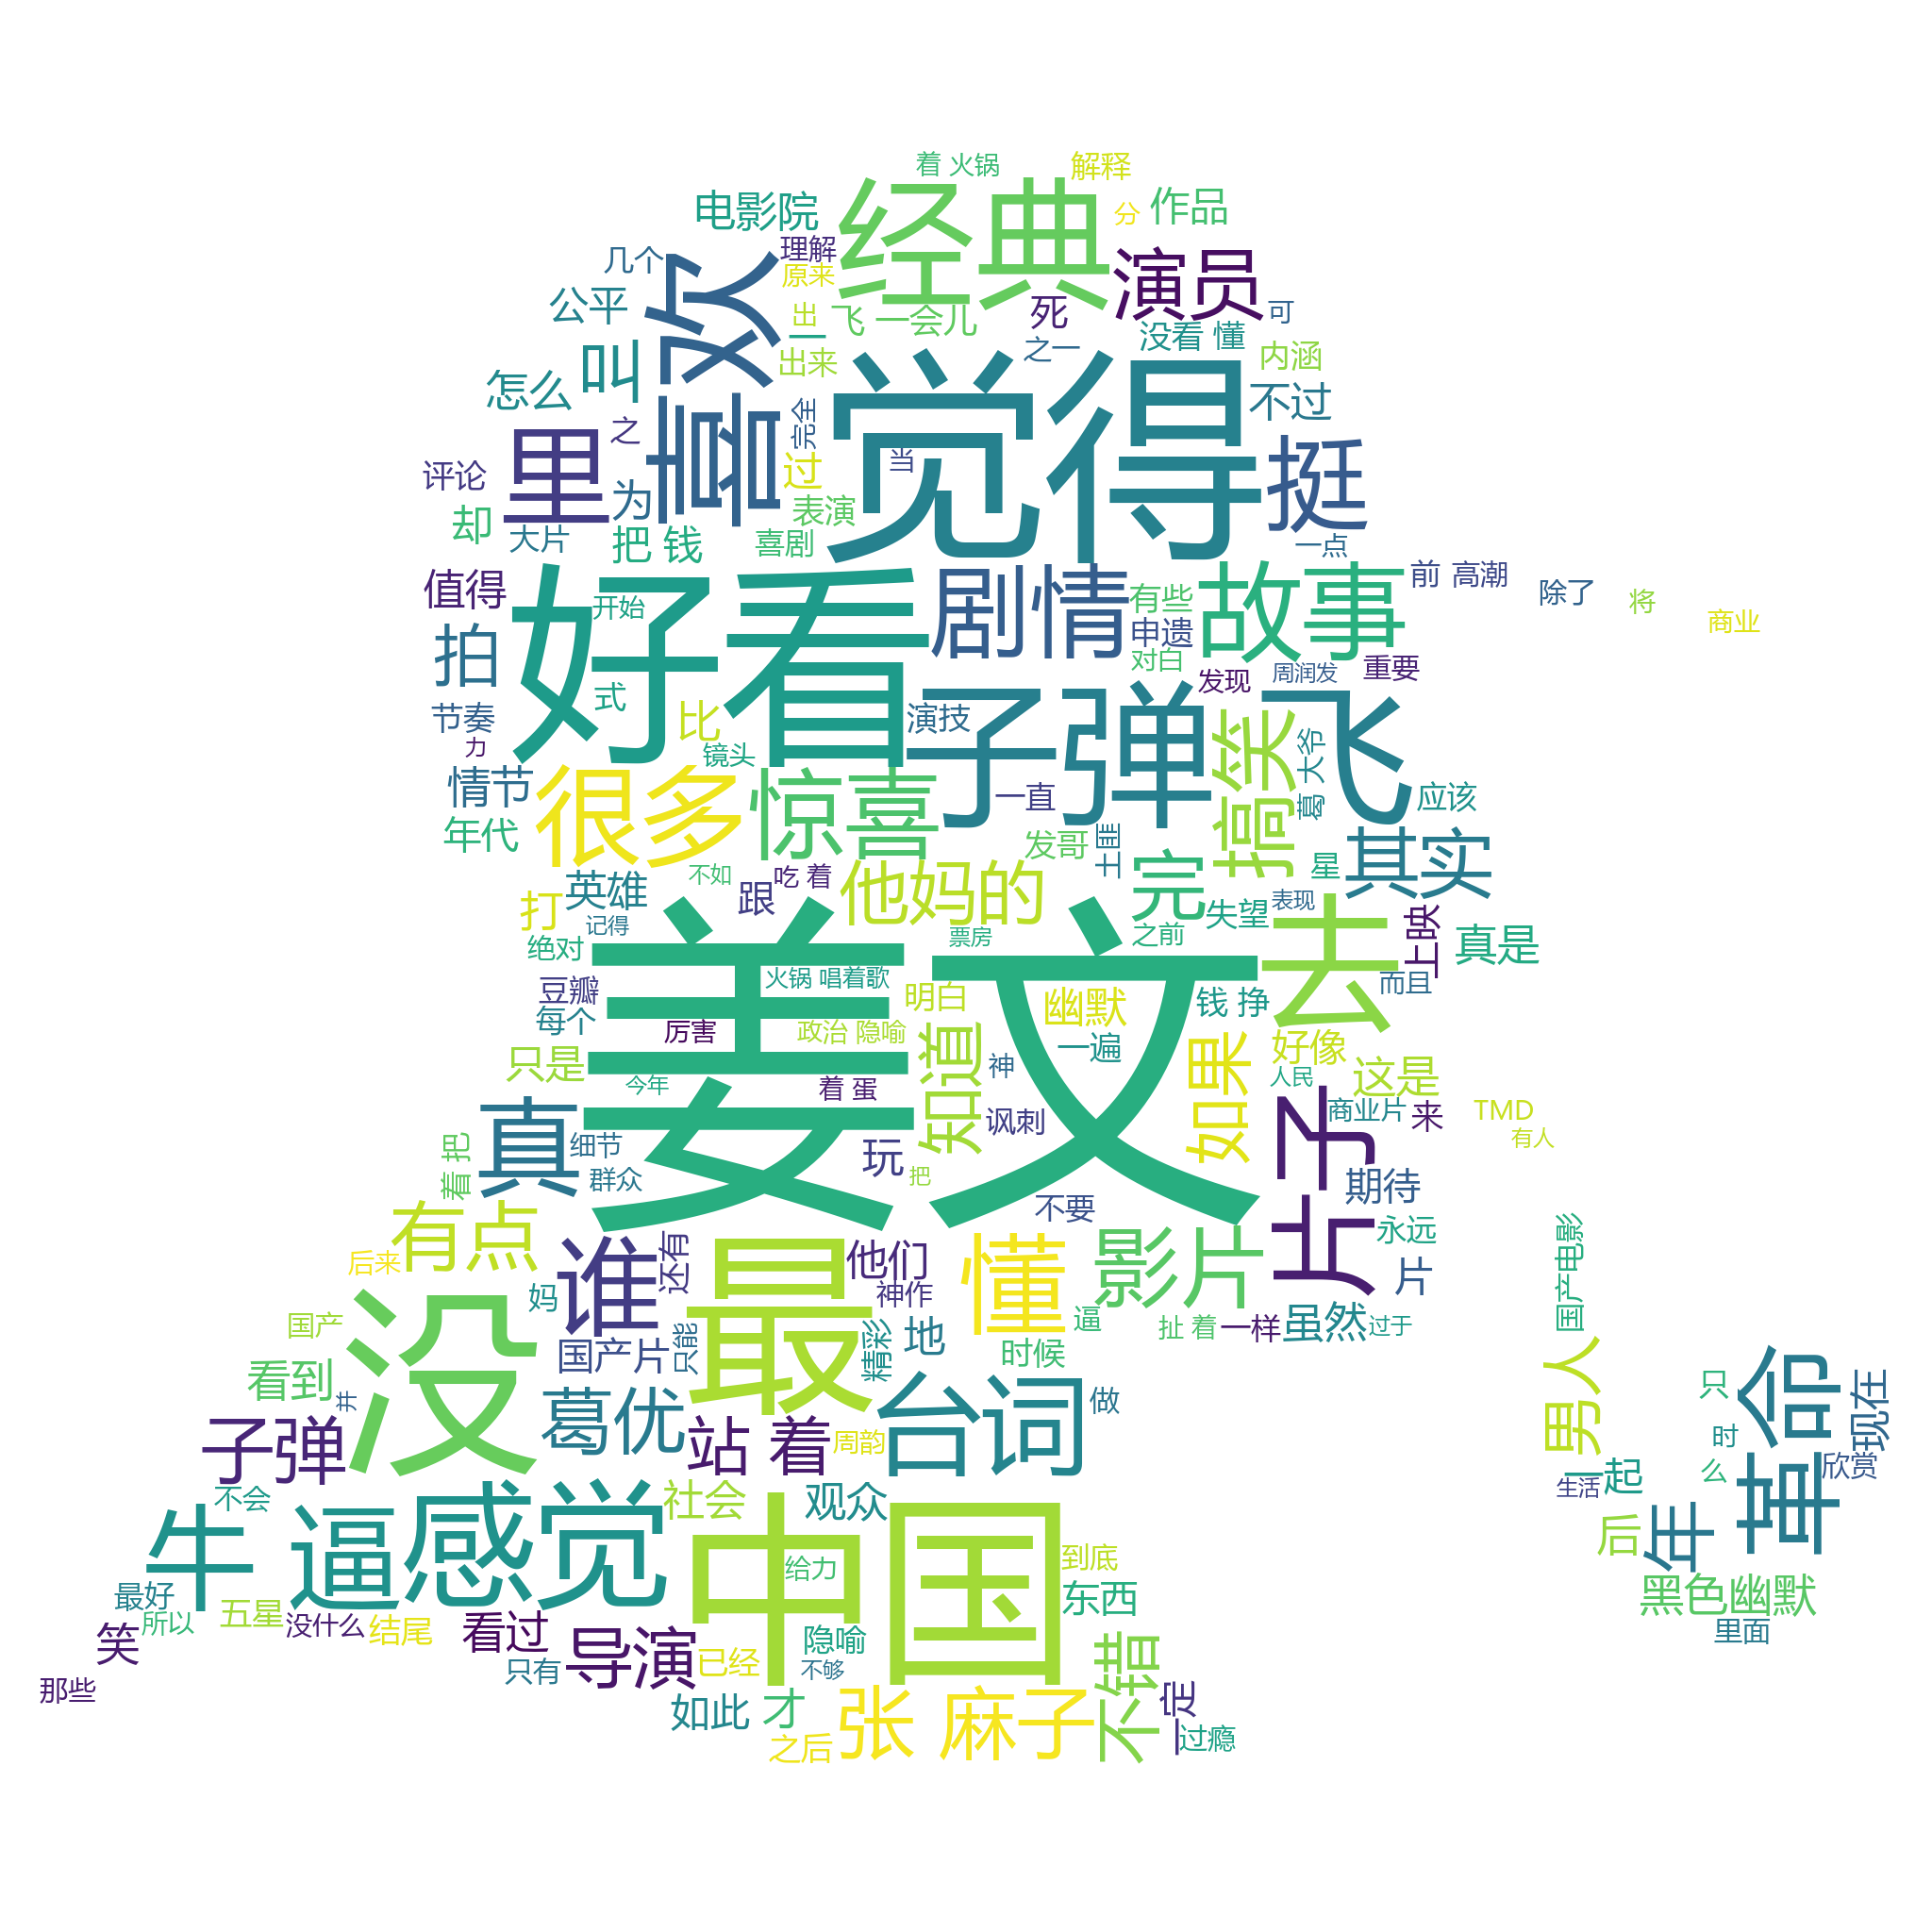 着 火锅
解释
电影院
经典
分
作品
理解
演员
几个
喜欢
原来
公平
出
一
飞 一会儿
死
可
叫
出来
之一
没看 懂
内涵
怎么
觉得
不过
之
完全
里
过
当
挺
评论
为
却
大片
把 钱
表演
喜剧
一点
值得
好看
开始
剧情
有些
故事
前 高潮
除了
将
商业
拍
申遗
对白
发现
周润发
重要
式
节奏
比
演技
子弹
飞
力
镜头
搞笑
葛 大爷
情节
很多
惊喜
一直
应该
年代
发哥
土匪
其实
不如
吃 着
他妈的
完
星
打
英雄
跟
记得
失望
表现
去
上映
真是
绝对
姜文
票房
之前
豆瓣
火锅 唱着歌
明白
幽默
钱 挣
而且
每个
厉害
政治 隐喻
知道
一遍
如果
好像
只是
今年
着 蛋
神
人民
这是
真
讽刺
片子
商业片
来
TMD
有人
着 把
细节
玩
群众
把
不要
期待
有点
谁
还有
他们
懂
影片
永远
国产电影
后来
妈
最
神作
片
国产
没
国产片
只能
精彩
地
逼
扯 着
一样
虽然
过于
看到
并
葛优
时候
男人
只
革命
现在
子弹
站 着
周韵
台词
做
时
不会
牛 逼
感觉
社会
观众
一起
生活
么
欣赏
中国
给力
到底
后
年
最好
所以
五星
没什么
结尾
看过
东西
黑色幽默
里面
笑
只有
导演
已经
隐喻
不够
不错
那些
如此
才
之后
张 麻子
一定
过瘾